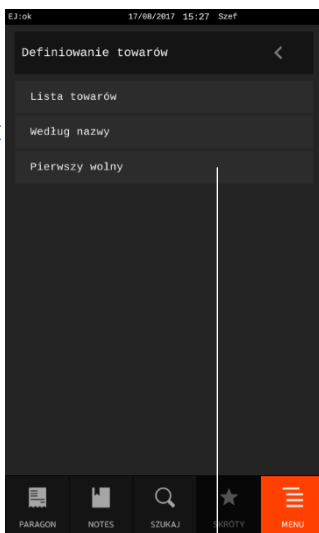 EJ:ok 17/08/2017 15:27 Szef
Definiowanie towarów
Lista towarów
Według nazwy
Pierwszy wolny
PARAGON NOTES SZUKAJ SKRÓTY MENU